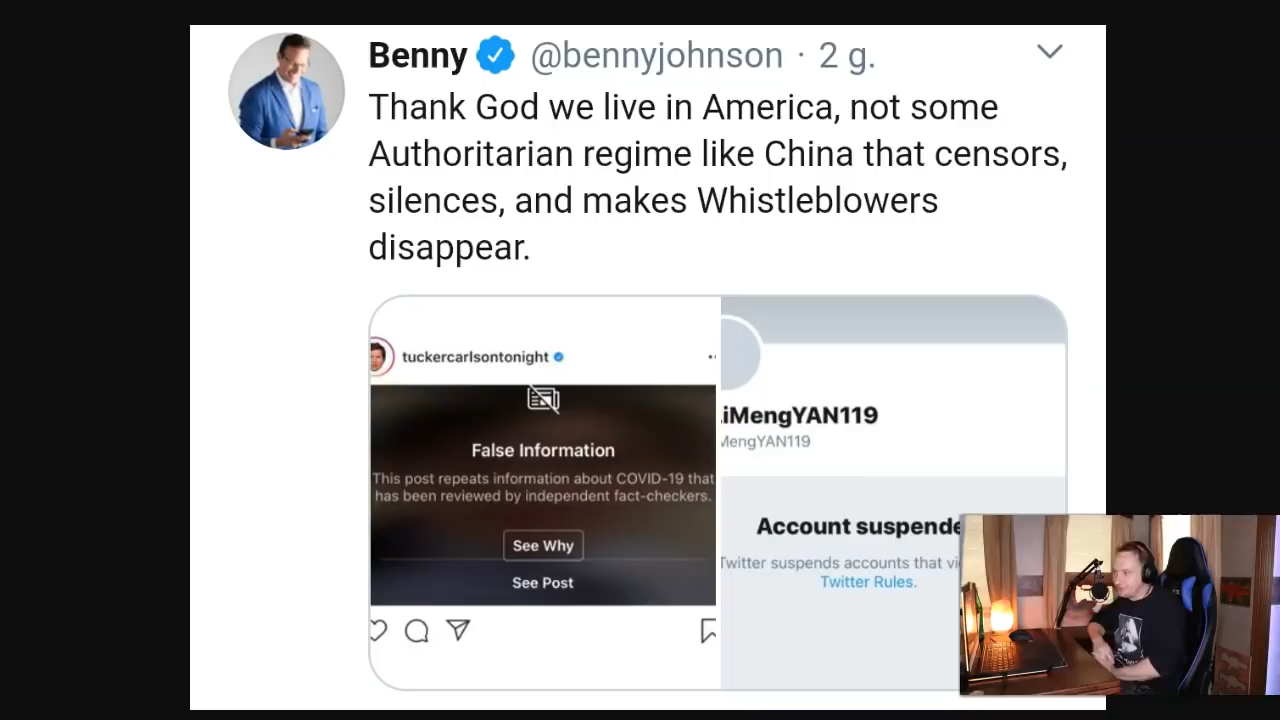 Benny @bennyjohnson · 2 g.
Thank God we live in America, not some
Authoritarian regime like China that censors,
silences, and makes Whistleblowers
disappear.
tuckercarlsontonight
False Information
This post repeats information about COVID-19 that
has been reviewed by independent fact-checkers.
See Why
See Post
iMengYAN119
MengYAN119
Account suspende
Twitter suspends accounts that vi
Twitter Rules.